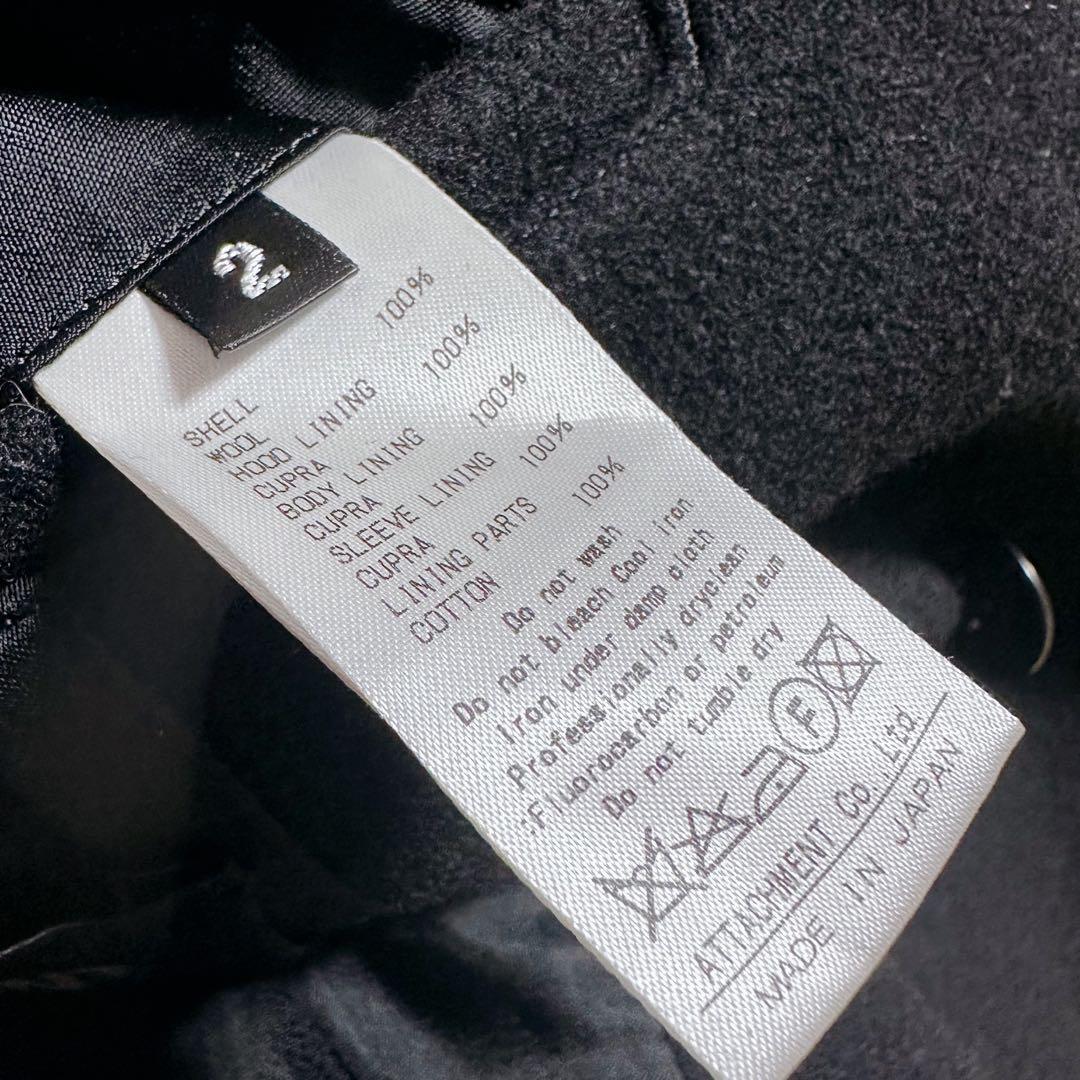 2
SHELL
WOOL 100%
HOOD LINING
CUPRA 100%
BODY LINING
CUPRA 100%
SLEEVE LINING
CUPRA 100%
LINING PARTS
COTTON 100%
Do not wash
Do not bleach Cool iron
Iron under damp cloth
Professionally dryclean
:Fluorocarbon or petroleum
Do not tumble dry
F
ATTACHMENT Co.,Ltd.
MADE IN JAPAN